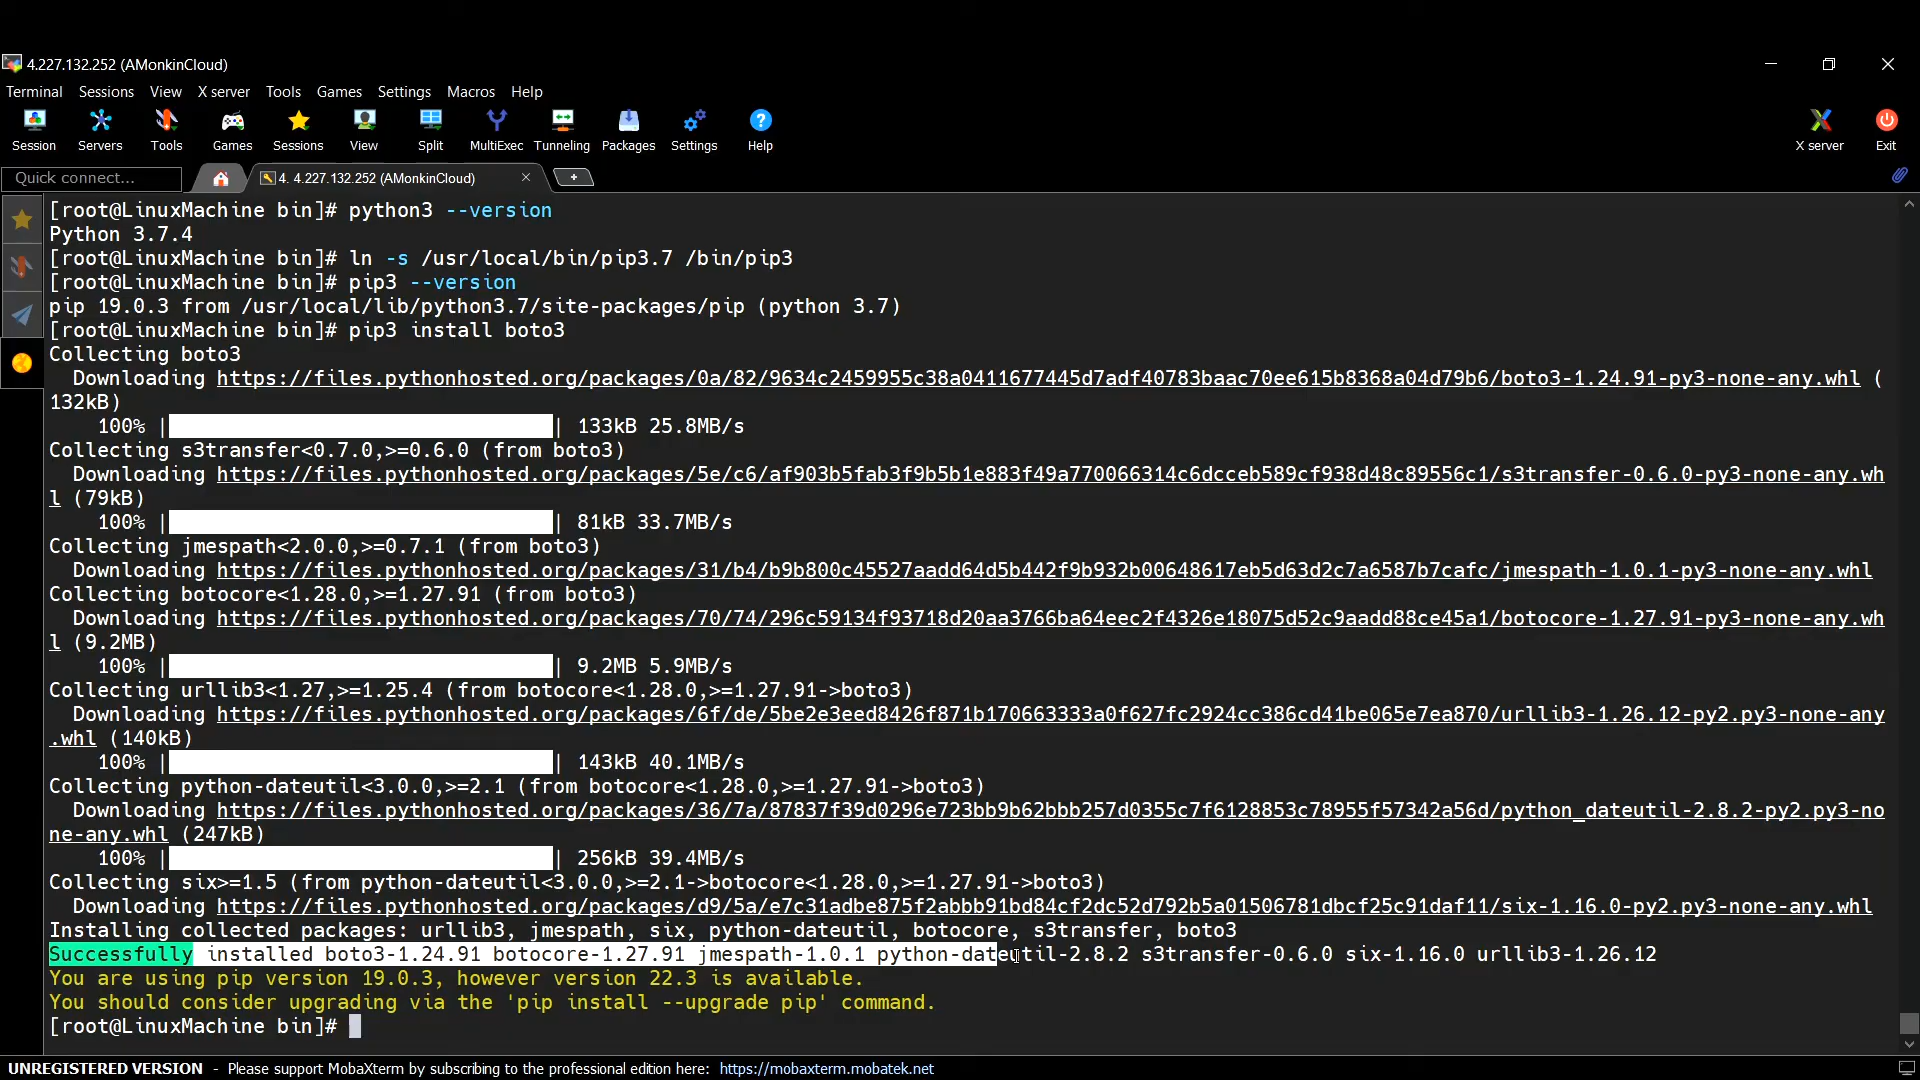 4.227.132.252 (AMonkinCloud)
Terminal Sessions View X server Tools Games Settings Macros Help
Session Servers Tools Games Sessions View Split MultiExec Tunneling Packages Settings Help X server Exit
Quick connect... 4. 4.227.132.252 (AMonkinCloud)
[root@LinuxMachine bin]# python3 --version
Python 3.7.4
[root@LinuxMachine bin]# ln -s /usr/local/bin/pip3.7 /bin/pip3
[root@LinuxMachine bin]# pip3 --version
pip 19.0.3 from /usr/local/lib/python3.7/site-packages/pip (python 3.7)
[root@LinuxMachine bin]# pip3 install boto3
Collecting boto3
  Downloading https://files.pythonhosted.org/packages/0a/82/9634c2459955c38a0411677445d7adf40783baac70ee615b8368a04d79b6/boto3-1.24.91-py3-none-any.whl (
132kB)
    100% |████████████████████████████████| 133kB 25.8MB/s
Collecting s3transfer<0.7.0,>=0.6.0 (from boto3)
  Downloading https://files.pythonhosted.org/packages/5e/c6/af903b5fab3f9b5b1e883f49a770066314c6dcceb589cf938d48c89556c1/s3transfer-0.6.0-py3-none-any.wh
l (79kB)
    100% |████████████████████████████████| 81kB 33.7MB/s
Collecting jmespath<2.0.0,>=0.7.1 (from boto3)
  Downloading https://files.pythonhosted.org/packages/31/b4/b9b800c45527aadd64d5b442f9b932b00648617eb5d63d2c7a6587b7cafc/jmespath-1.0.1-py3-none-any.whl
Collecting botocore<1.28.0,>=1.27.91 (from boto3)
  Downloading https://files.pythonhosted.org/packages/70/74/296c59134f93718d20aa3766ba64eec2f4326e18075d52c9aadd88ce45a1/botocore-1.27.91-py3-none-any.wh
l (9.2MB)
    100% |████████████████████████████████| 9.2MB 5.9MB/s
Collecting urllib3<1.27,>=1.25.4 (from botocore<1.28.0,>=1.27.91->boto3)
  Downloading https://files.pythonhosted.org/packages/6f/de/5be2e3eed8426f871b170663333a0f627fc2924cc386cd41be065e7ea870/urllib3-1.26.12-py2.py3-none-any
.whl (140kB)
    100% |████████████████████████████████| 143kB 40.1MB/s
Collecting python-dateutil<3.0.0,>=2.1 (from botocore<1.28.0,>=1.27.91->boto3)
  Downloading https://files.pythonhosted.org/packages/36/7a/87837f39d0296e723bb9b62bbb257d0355c7f6128853c78955f57342a56d/python_dateutil-2.8.2-py2.py3-no
ne-any.whl (247kB)
    100% |████████████████████████████████| 256kB 39.4MB/s
Collecting six>=1.5 (from python-dateutil<3.0.0,>=2.1->botocore<1.28.0,>=1.27.91->boto3)
  Downloading https://files.pythonhosted.org/packages/d9/5a/e7c31adbe875f2abbb91bd84cf2dc52d792b5a01506781dbcf25c91daf11/six-1.16.0-py2.py3-none-any.whl
Installing collected packages: urllib3, jmespath, six, python-dateutil, botocore, s3transfer, boto3
Successfully installed boto3-1.24.91 botocore-1.27.91 jmespath-1.0.1 python-dateutil-2.8.2 s3transfer-0.6.0 six-1.16.0 urllib3-1.26.12
You are using pip version 19.0.3, however version 22.3 is available.
You should consider upgrading via the 'pip install --upgrade pip' command.
[root@LinuxMachine bin]#
UNREGISTERED VERSION - Please support MobaXterm by subscribing to the professional edition here: https://mobaxterm.mobatek.net